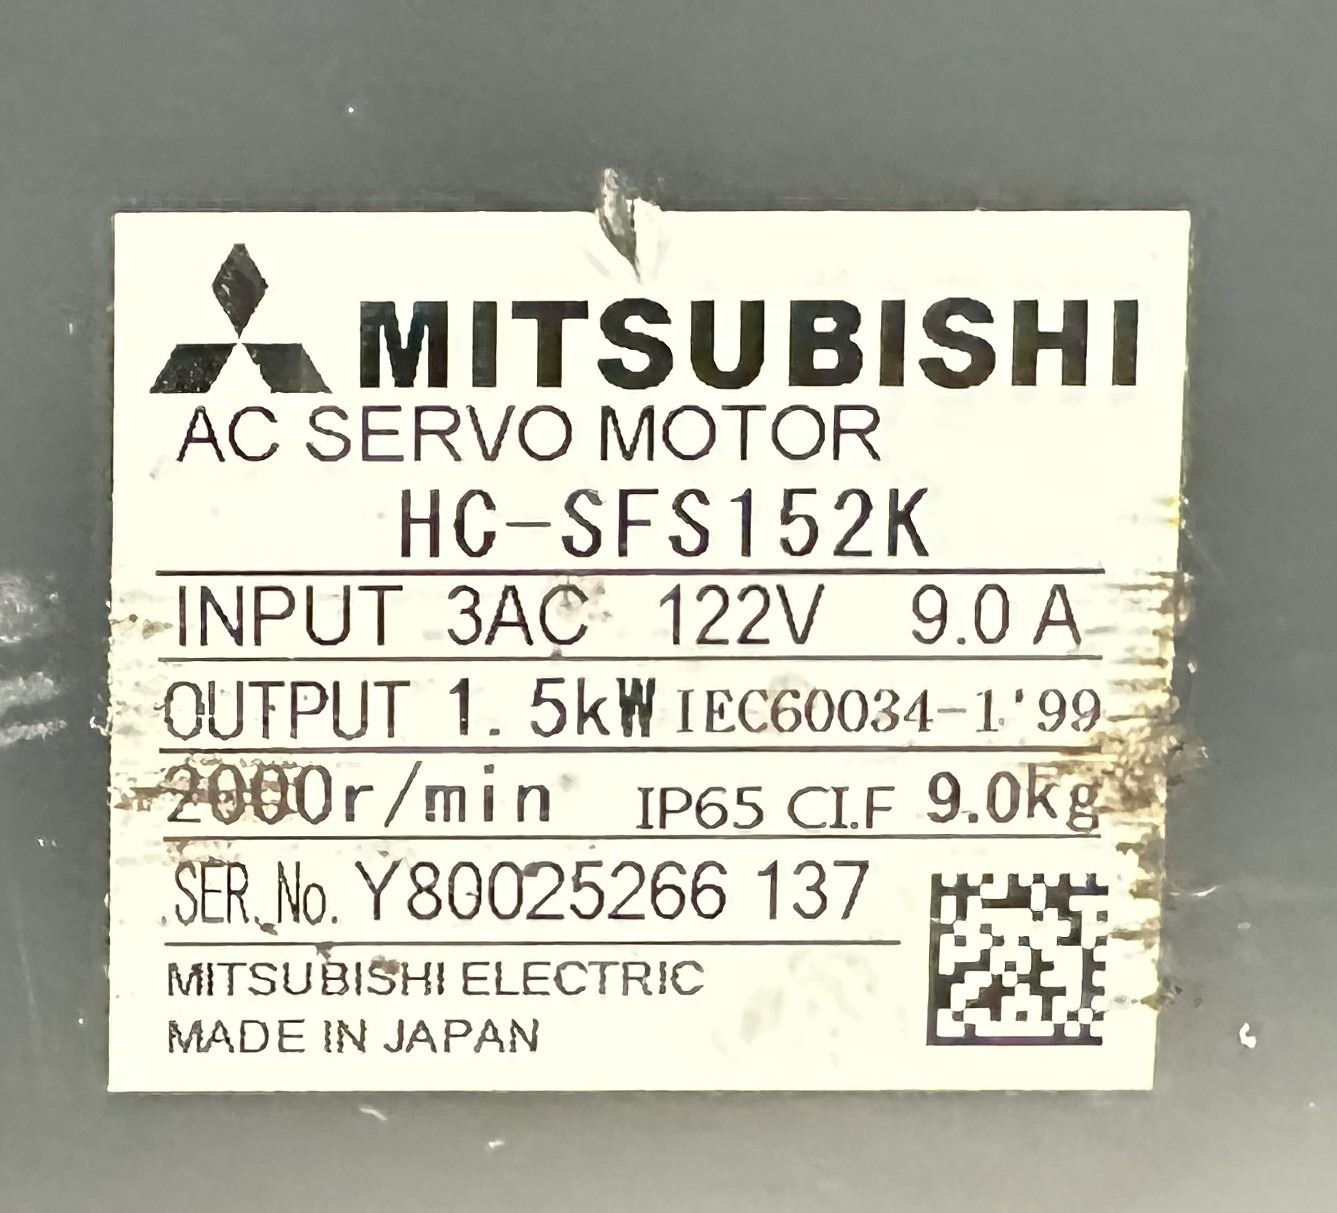 MITSUBISHI
AC SERVO MOTOR
HC-SFS152K
INPUT 3AC 122V 9.0 A
OUTPUT 1.5kW IEC60034-1'99
2000r/min IP65 CI.F 9.0kg
SER.No. Y80025266 137
MITSUBISHI ELECTRIC
MADE IN JAPAN